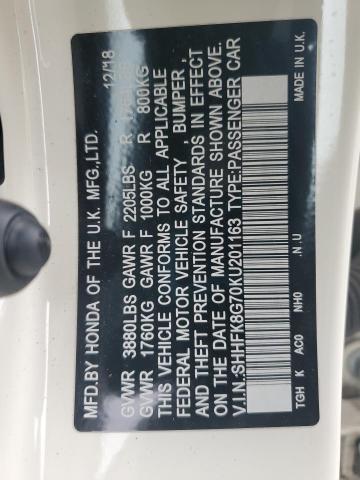 MFD.BY HONDA OF THE U.K. MFG.,LTD. 12/18
GVWR 3880LBS GAWR F 2205LBS R
GVWR 1760KG GAWR F 1000KG R 800KG
THIS VEHICLE CONFORMS TO ALL APPLICABLE
FEDERAL MOTOR VEHICLE SAFETY , BUMPER ,
AND THEFT PREVENTION STANDARDS IN EFFECT
ON THE DATE OF MANUFACTURE SHOWN ABOVE.
V.I.N.:SHHFK8G70KU201163 TYPE:PASSENGER CAR
N.U
TGH K AC0 NH0 MADE IN U.K.